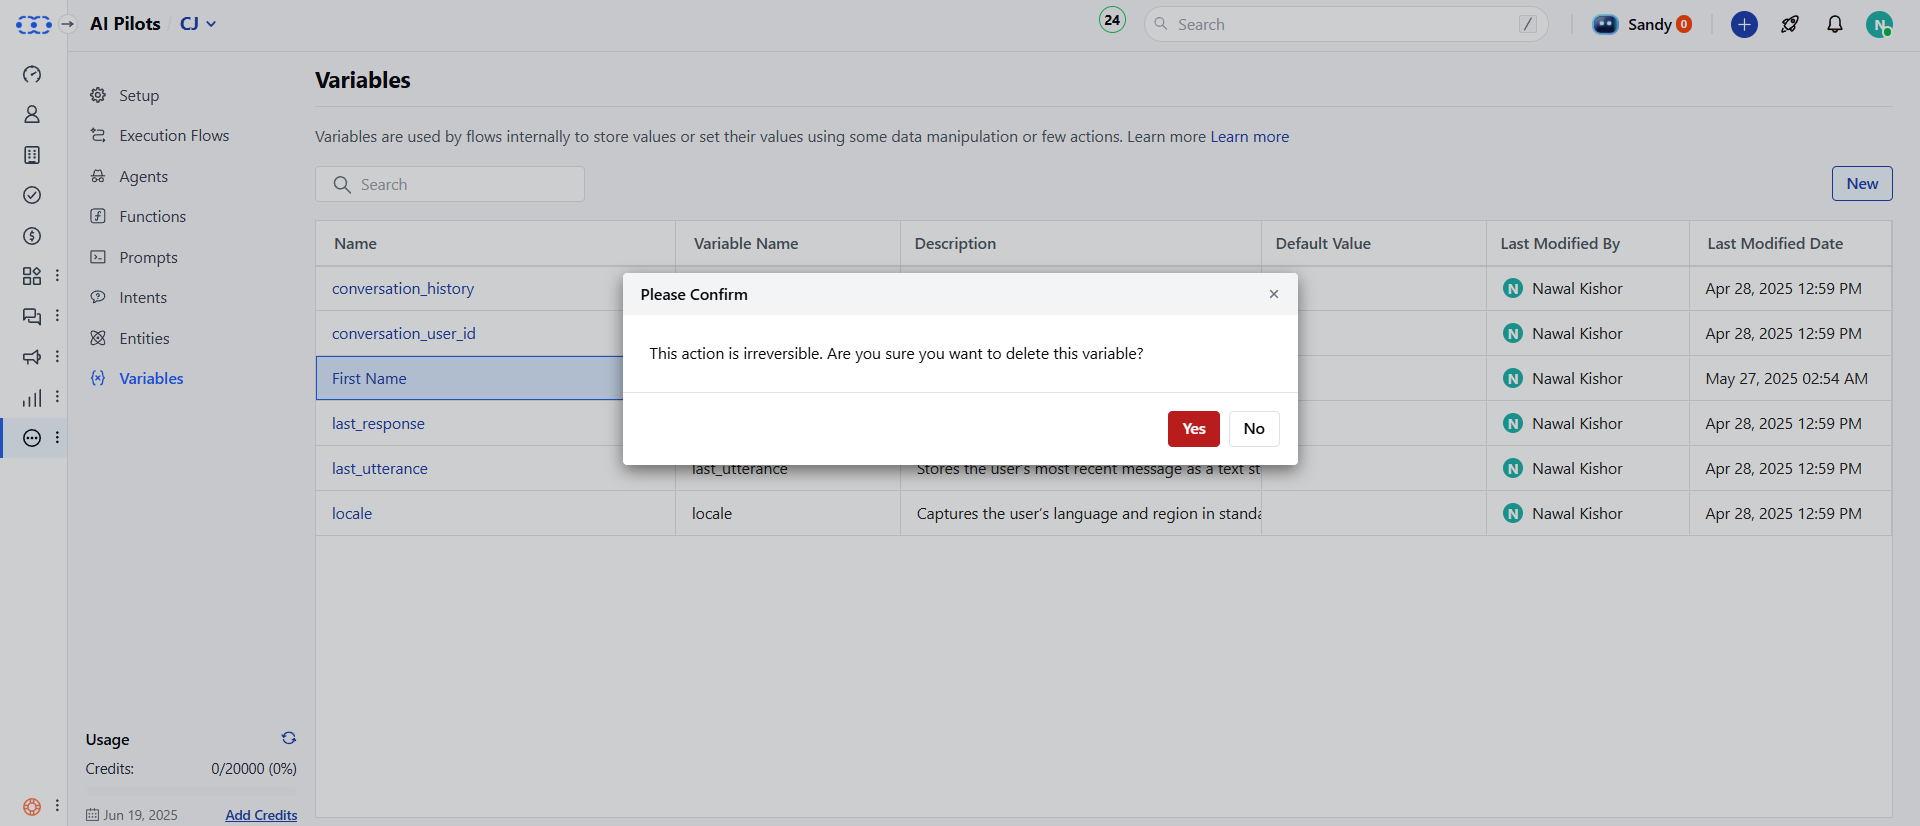 AI Pilots / CJ
24
Search /
Sandy 0
N
Setup
Execution Flows
Agents
Functions
Prompts
Intents
Entities
Variables
Usage
Credits: 0/20000 (0%)
Jun 19, 2025 Add Credits
Variables
Variables are used by flows internally to store values or set their values using some data manipulation or few actions. Learn more Learn more
Search
New
Name Variable Name Description Default Value Last Modified By Last Modified Date
conversation_history N Nawal Kishor Apr 28, 2025 12:59 PM
conversation_user_id N Nawal Kishor Apr 28, 2025 12:59 PM
First Name N Nawal Kishor May 27, 2025 02:54 AM
last_response N Nawal Kishor Apr 28, 2025 12:59 PM
last_utterance last_utterance Stores the user's most recent message as a text st N Nawal Kishor Apr 28, 2025 12:59 PM
locale locale Captures the user's language and region in standa N Nawal Kishor Apr 28, 2025 12:59 PM
Please Confirm
This action is irreversible. Are you sure you want to delete this variable?
Yes No